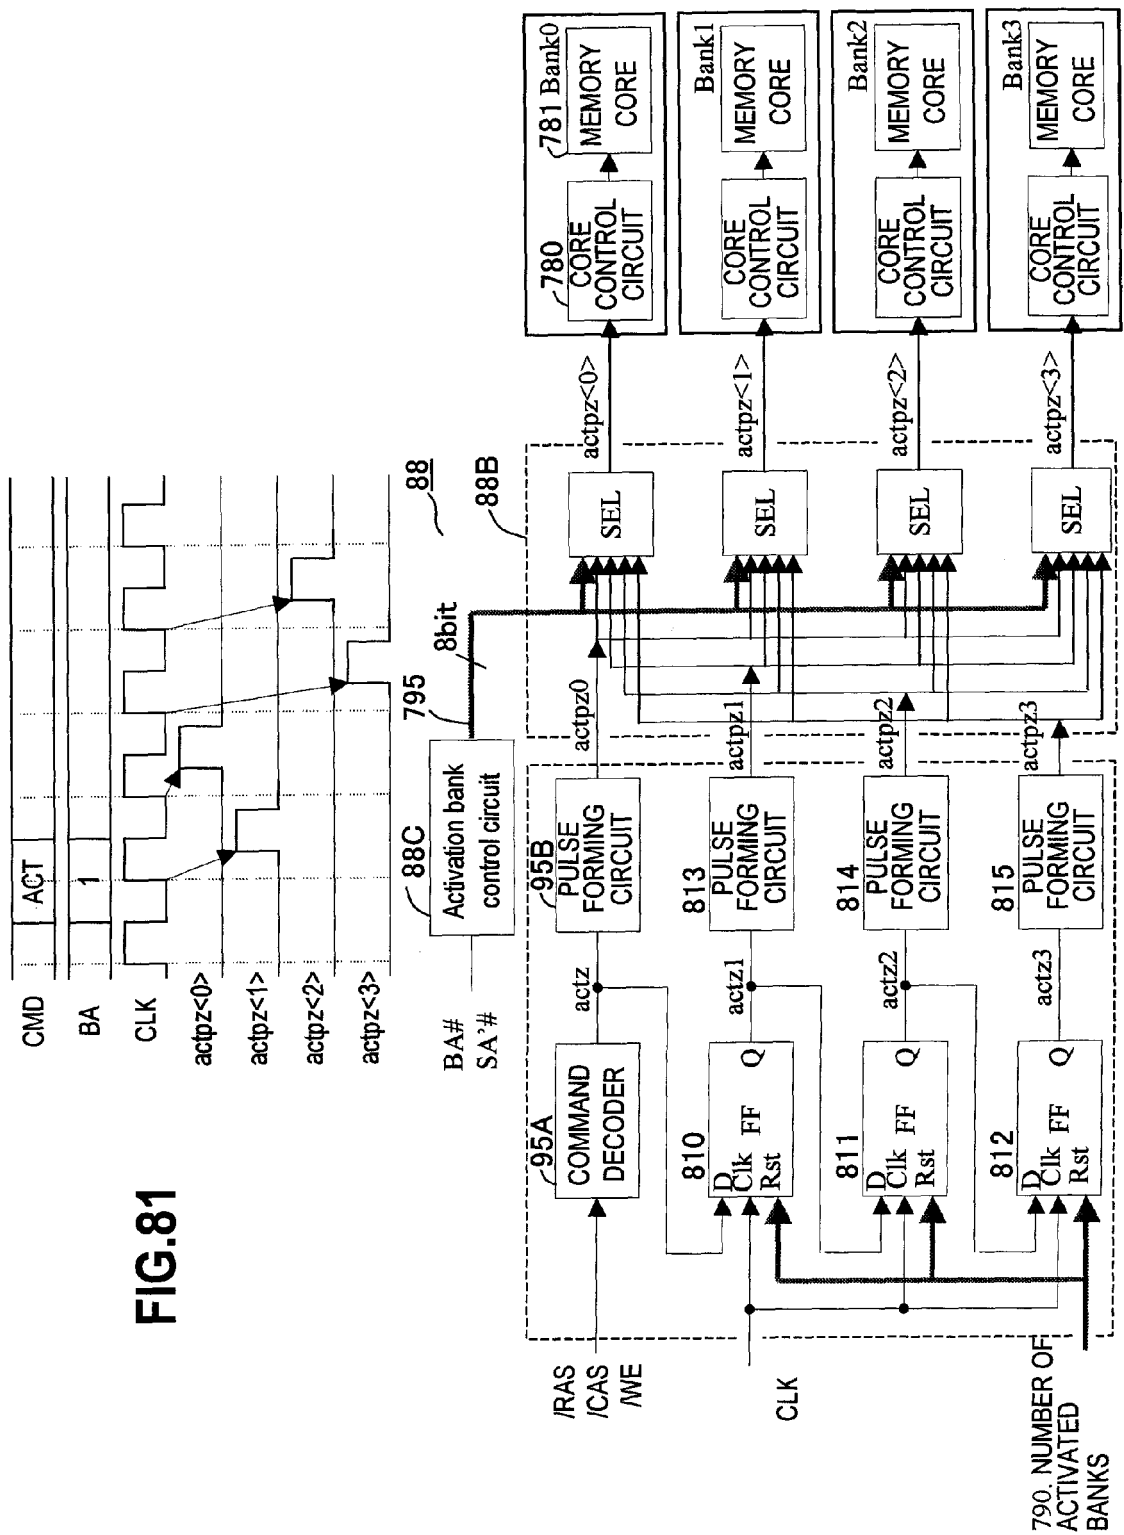 FIG.81
CMD
ACT
BA
1
CLK
actpz<0>
actpz<1>
actpz<2>
actpz<3>
88
BA#
SA'#
88C
Activation bank
control circuit
795
8bit
88B
/RAS
/CAS
/WE
95A
COMMAND
DECODER
actz
95B
PULSE
FORMING
CIRCUIT
actpz0
SEL
actpz<0>
780
CORE
CONTROL
CIRCUIT
781 Bank0
MEMORY
CORE
CLK
810
D
Clk FF
Rst
Q
actz1
813
PULSE
FORMING
CIRCUIT
actpz1
SEL
actpz<1>
CORE
CONTROL
CIRCUIT
Bank1
MEMORY
CORE
811
D
Clk FF
Rst
Q
actz2
814
PULSE
FORMING
CIRCUIT
actpz2
SEL
actpz<2>
CORE
CONTROL
CIRCUIT
Bank2
MEMORY
CORE
790. NUMBER OF
ACTIVATED
BANKS
812
D
Clk FF
Rst
Q
actz3
815
PULSE
FORMING
CIRCUIT
actpz3
SEL
actpz<3>
CORE
CONTROL
CIRCUIT
Bank3
MEMORY
CORE